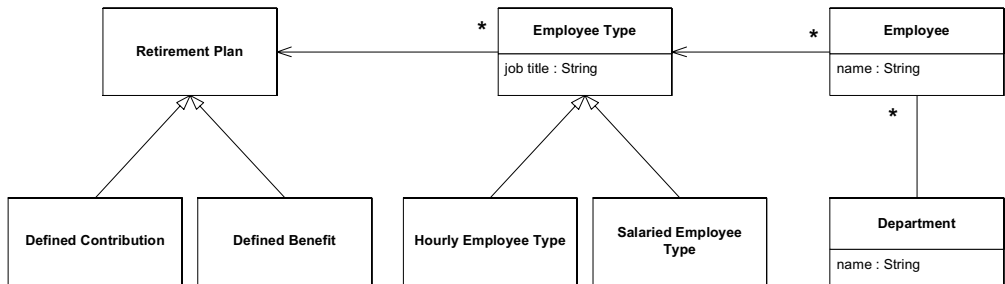 Retirement Plan
*
Employee Type
job title : String
*
Employee
name : String
*
Defined Contribution
Defined Benefit
Hourly Employee Type
Salaried Employee
Type
Department
name : String